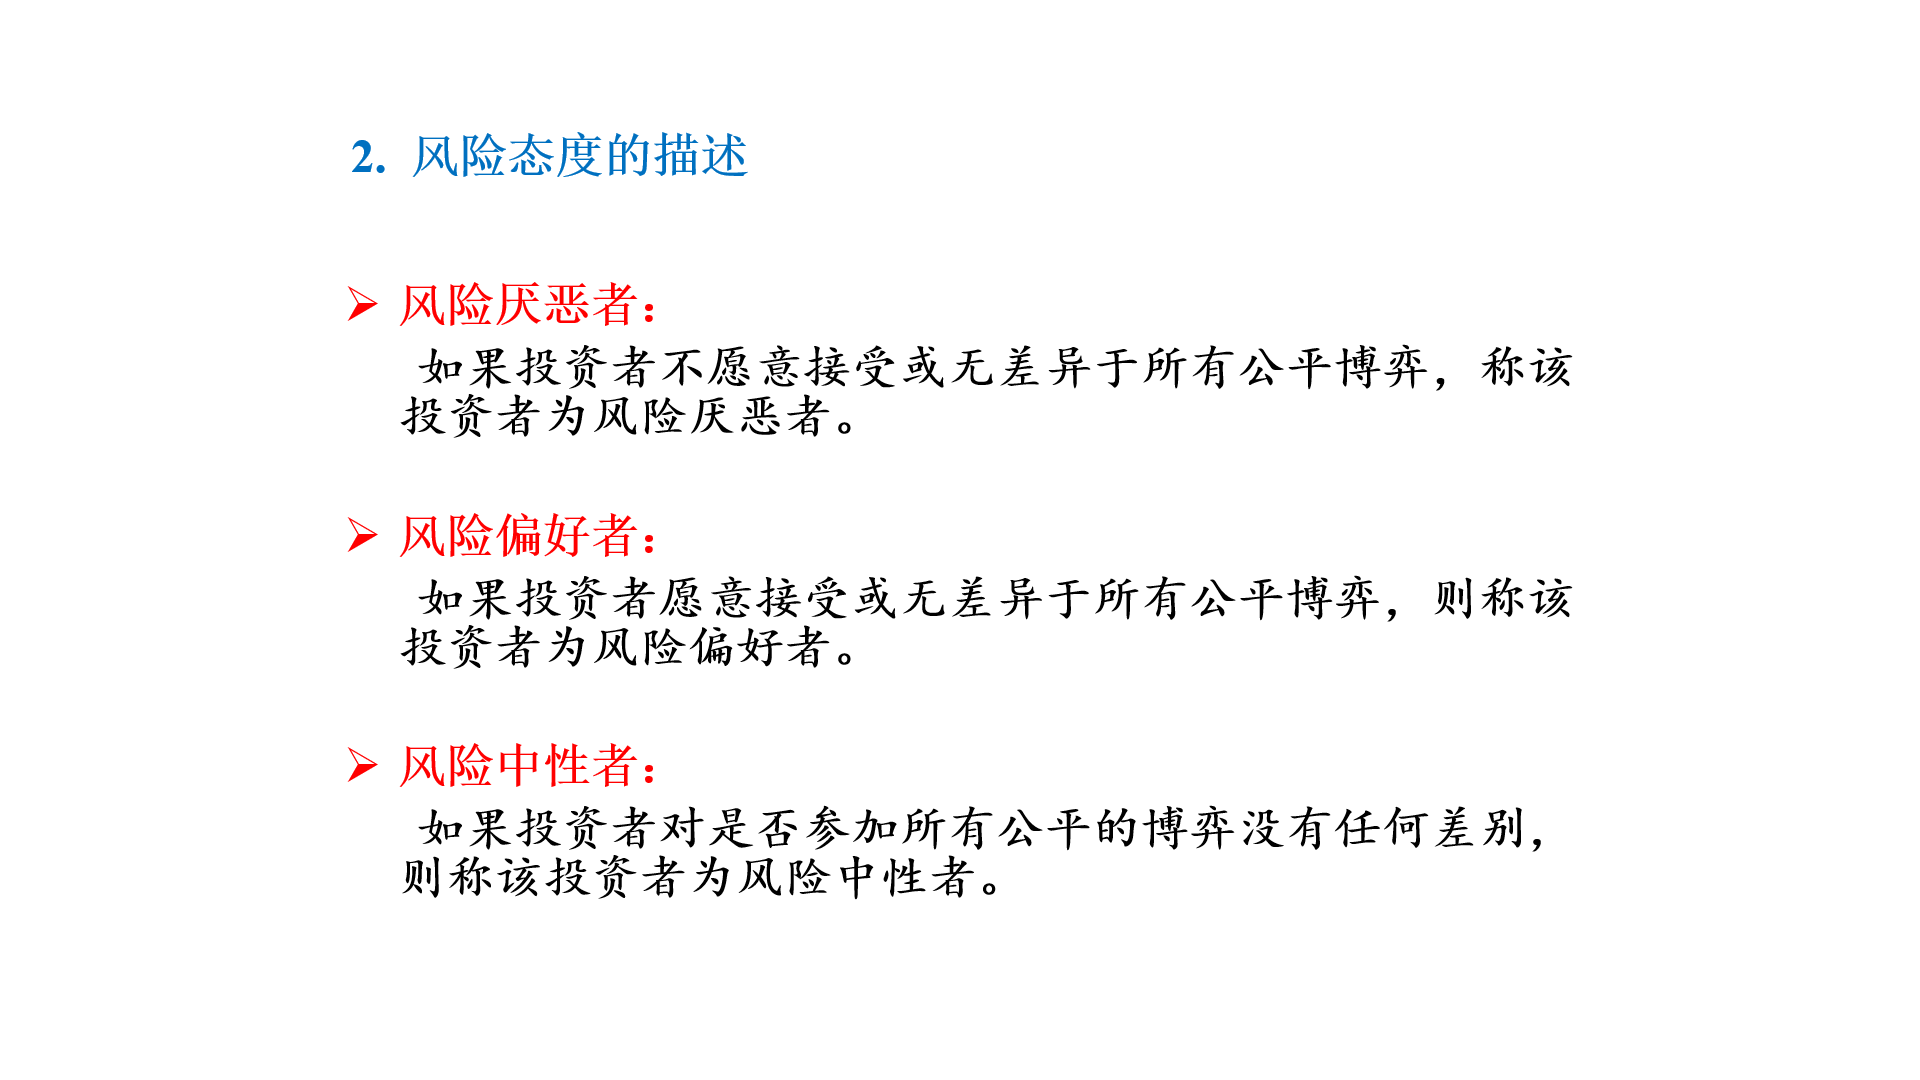 2. 风险态度的描述
➢ 风险厌恶者：
如果投资者不愿意接受或无差异于所有公平博弈，称该
投资者为风险厌恶者。
➢ 风险偏好者：
如果投资者愿意接受或无差异于所有公平博弈，则称该
投资者为风险偏好者。
➢ 风险中性者：
如果投资者对是否参加所有公平的博弈没有任何差别，
则称该投资者为风险中性者。